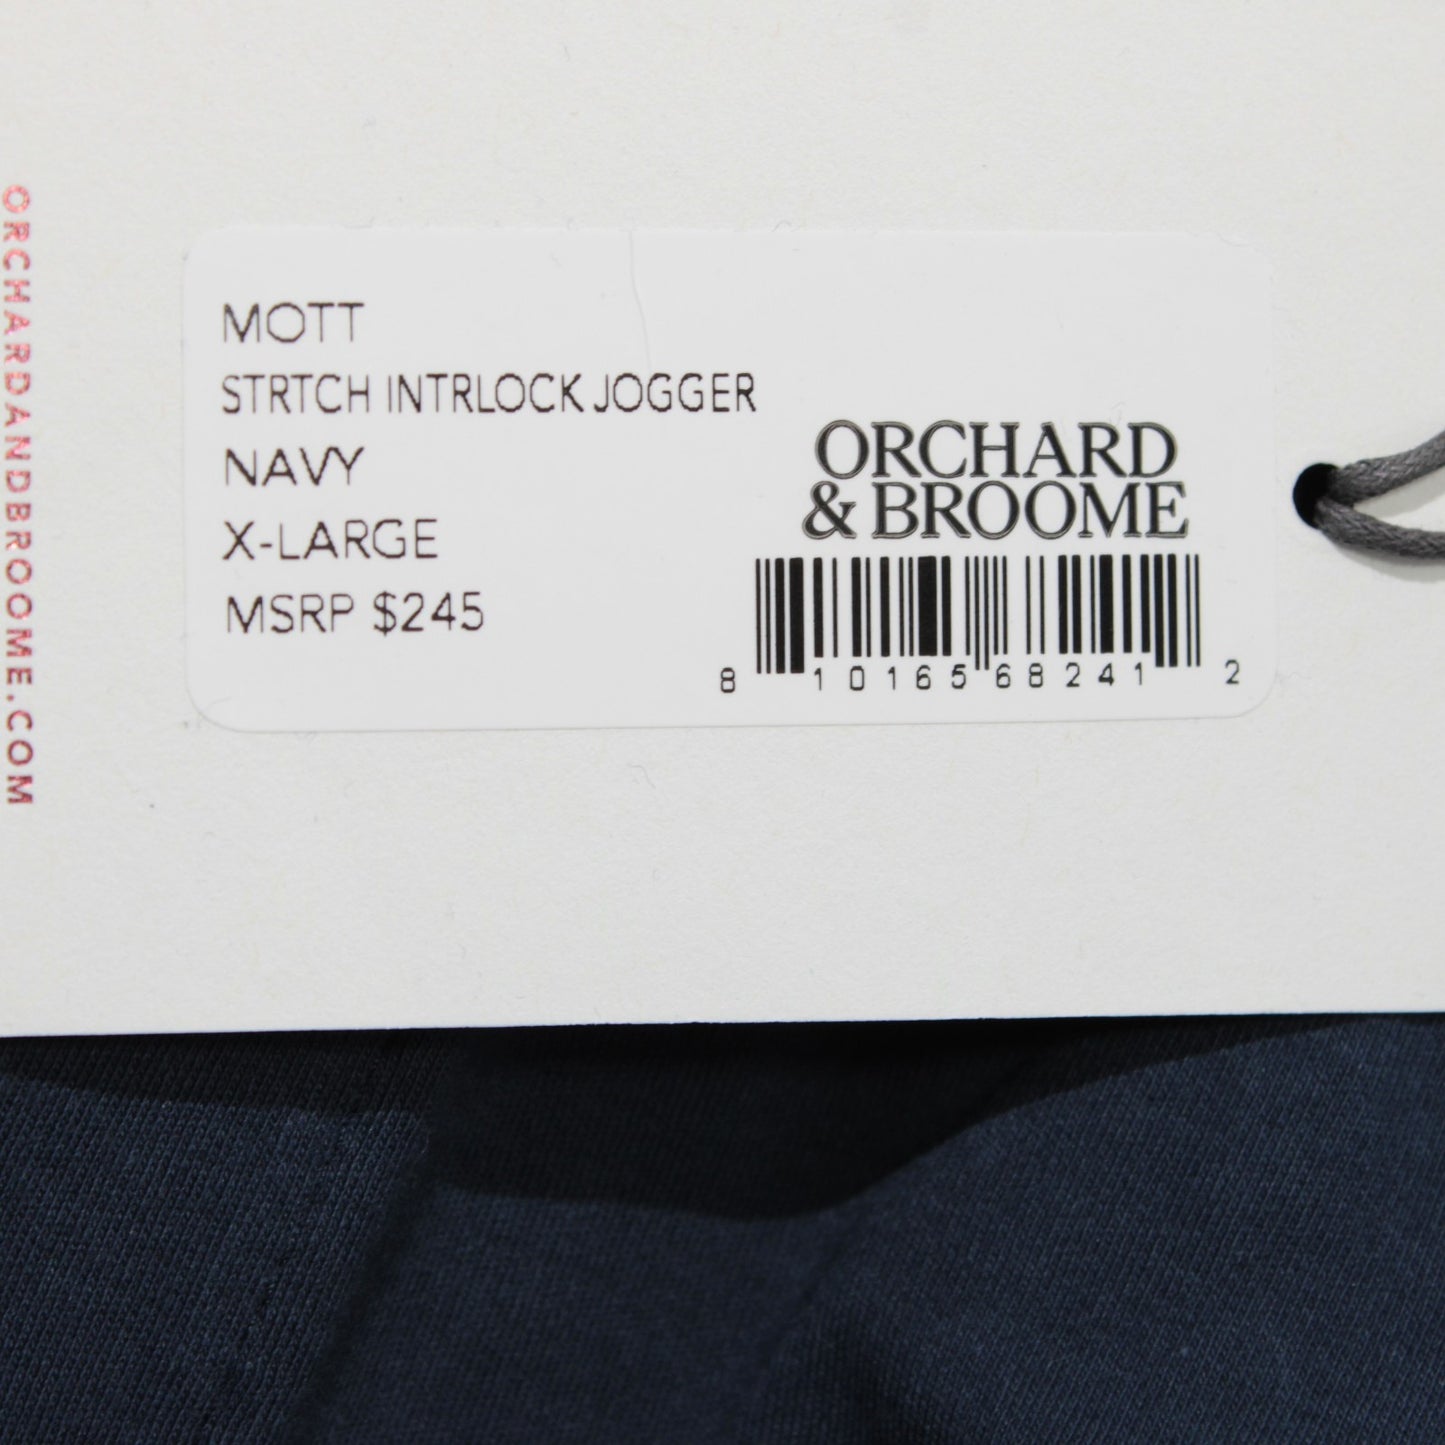 ORCHARDANDBROOME.COM
MOTT
STRTCH INTRLOCK JOGGER
NAVY
X-LARGE
MSRP $245
ORCHARD
& BROOME
8 10165 68241 2